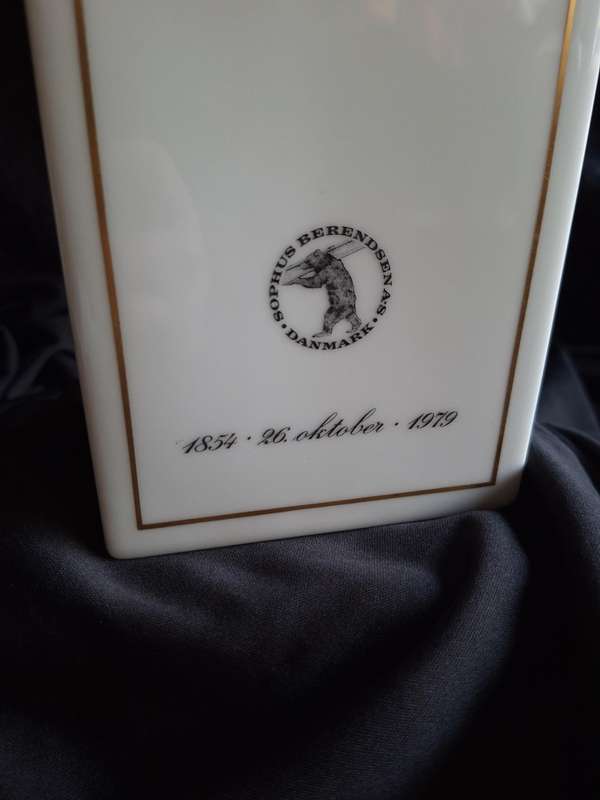 SOPHUS BERENDSEN A·S · DANMARK ·
1854 · 26. oktober · 1979